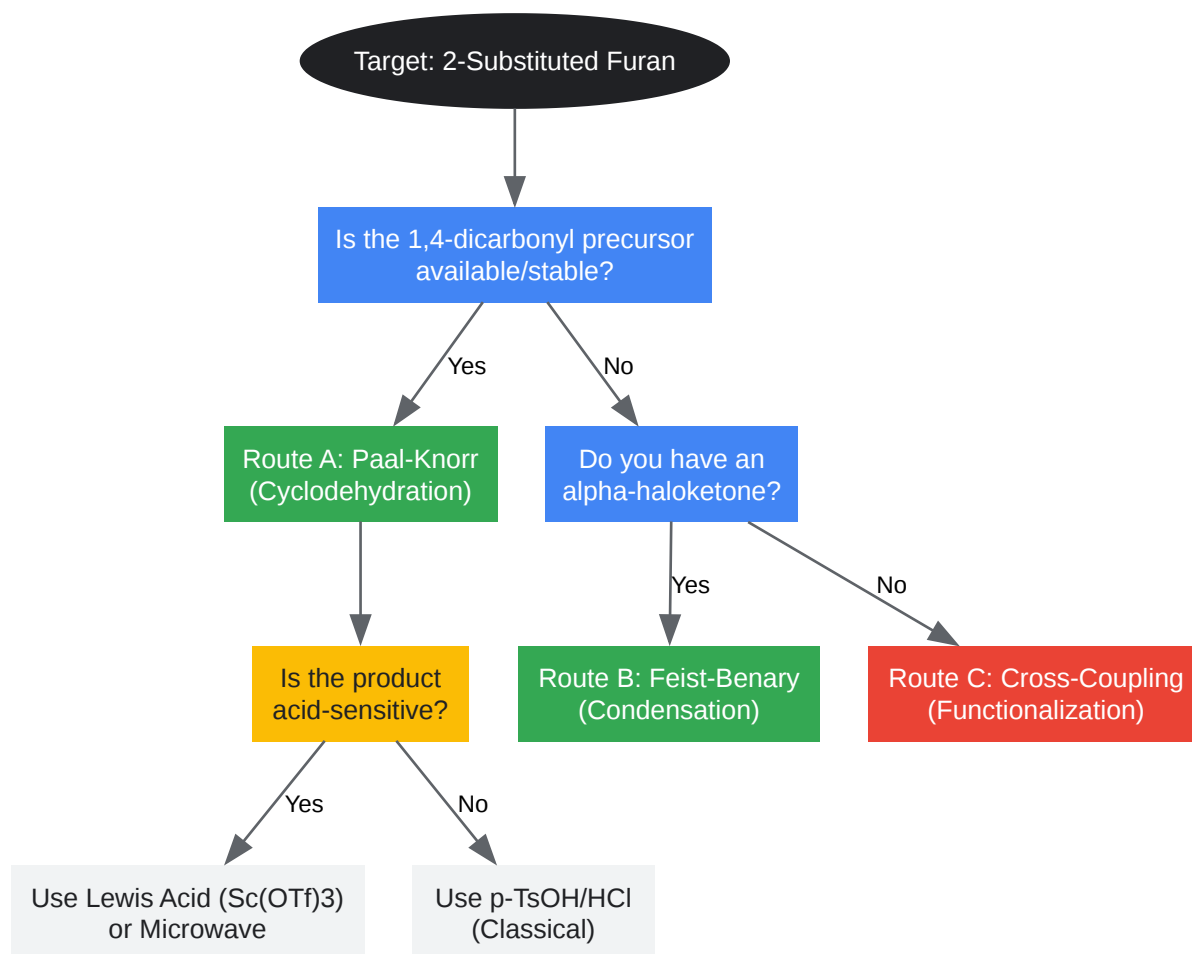 Target: 2-Substituted Furan
Is the 1,4-dicarbonyl precursor
available/stable?
Yes
No
Route A: Paal-Knorr
(Cyclodehydration)
Do you have an
alpha-haloketone?
Yes
No
Is the product
acid-sensitive?
Route B: Feist-Benary
(Condensation)
Route C: Cross-Coupling
(Functionalization)
Yes
No
Use Lewis Acid (Sc(OTf)3)
or Microwave
Use p-TsOH/HCl
(Classical)